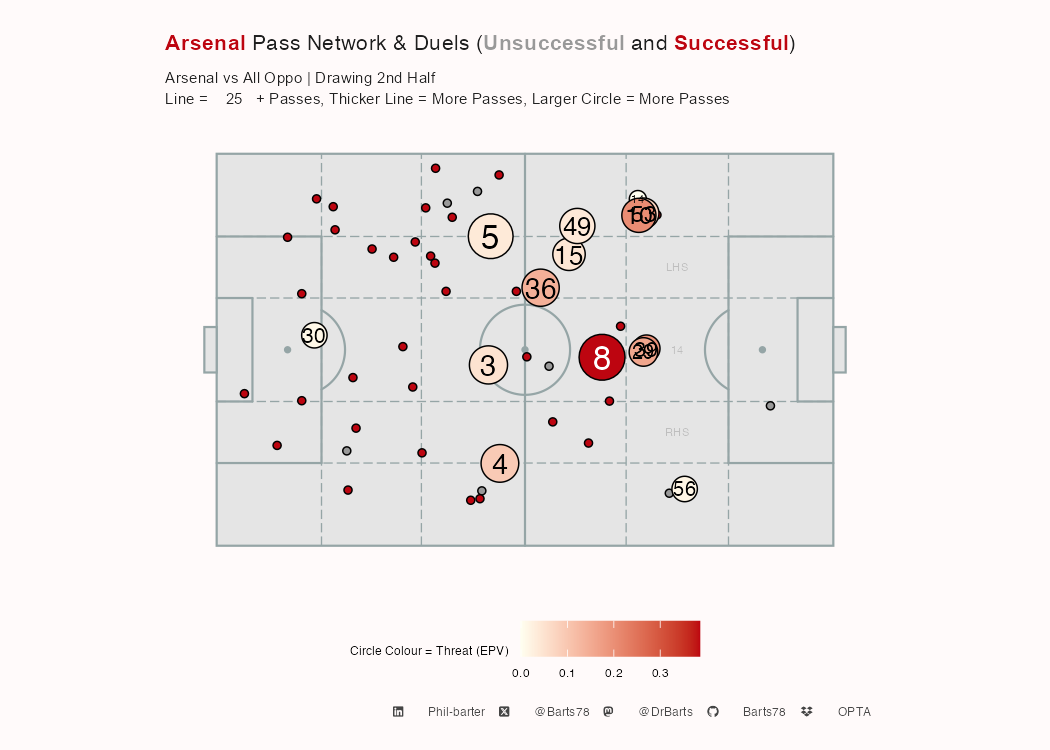 Arsenal Pass Network & Duels (Unsuccessful and Successful)
Arsenal vs All Oppo | Drawing 2nd Half
Line = 25 + Passes, Thicker Line = More Passes, Larger Circle = More Passes
14
10
5
49
15
LHS
36
30
8
29
14
3
RHS
4
56
Circle Colour = Threat (EPV)
0.0 0.1 0.2 0.3
Phil-barter @Barts78 @DrBarts Barts78 OPTA